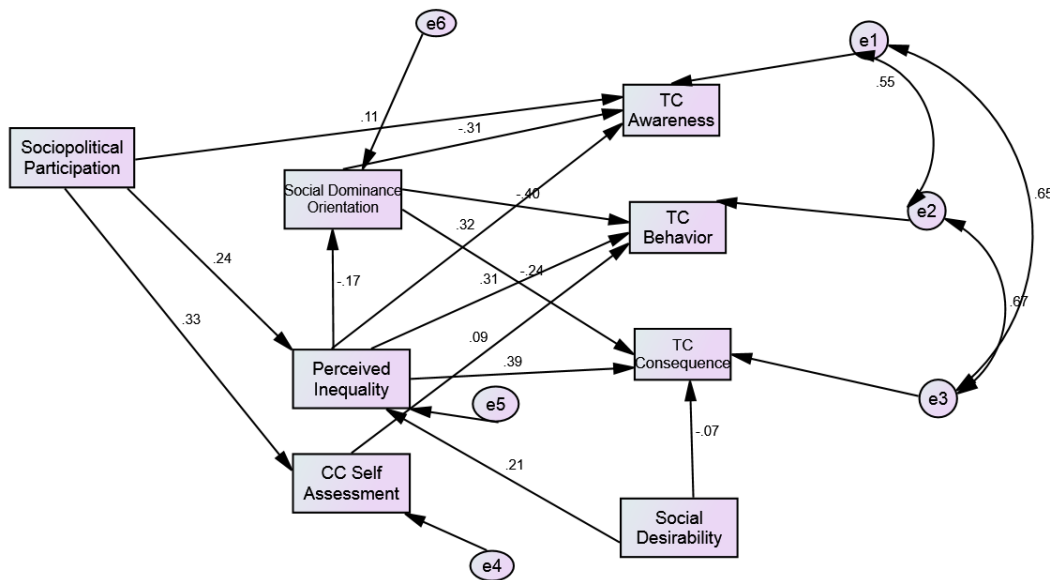 e6
e1
TC
Awareness
.55
.11
-.31
Sociopolitical
Participation
Social Dominance
Orientation
-.40
.65
TC
Behavior
e2
.32
.24
-.17
.31
-.24
.67
.33
.09
TC
Consequence
Perceived
Inequality
.39
e5
e3
-.07
CC Self
Assessment
.21
Social
Desirability
e4